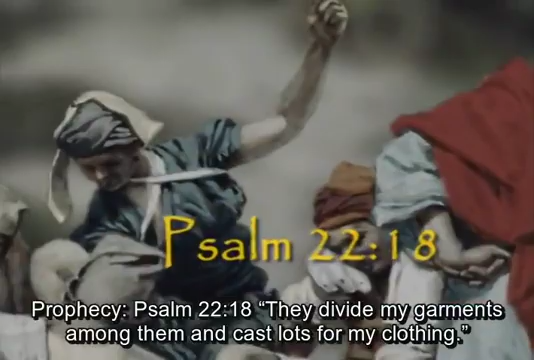 Psalm 22:18
Prophecy: Psalm 22:18 “They divide my garments
among them and cast lots for my clothing.”